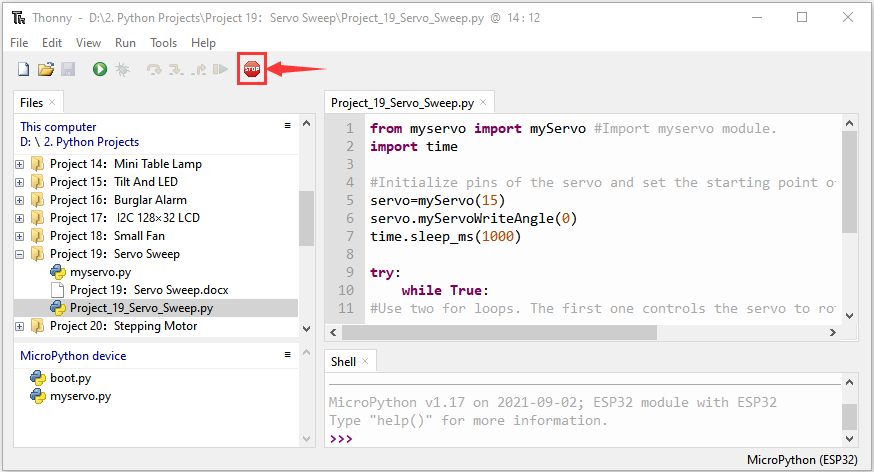 Thonny - D:\2. Python Projects\Project 19：Servo Sweep\Project_19_Servo_Sweep.py @ 14 : 12
File Edit View Run Tools Help
STOP
Files ×
This computer
D: \ 2. Python Projects
Project 14：Mini Table Lamp
Project 15：Tilt And LED
Project 16：Burglar Alarm
Project 17： I2C 128×32 LCD
Project 18：Small Fan
Project 19：Servo Sweep
myservo.py
Project 19：Servo Sweep.docx
Project_19_Servo_Sweep.py
Project 20：Stepping Motor
MicroPython device
boot.py
myservo.py
Project_19_Servo_Sweep.py ×
1 from myservo import myServo #Import myservo module.
2 import time
3
4 #Initialize pins of the servo and set the starting point o
5 servo=myServo(15)
6 servo.myServoWriteAngle(0)
7 time.sleep_ms(1000)
8
9 try:
10 while True:
11 #Use two for loops. The first one controls the servo to ro
Shell ×
MicroPython v1.17 on 2021-09-02; ESP32 module with ESP32
Type "help()" for more information.
>>>
MicroPython (ESP32)